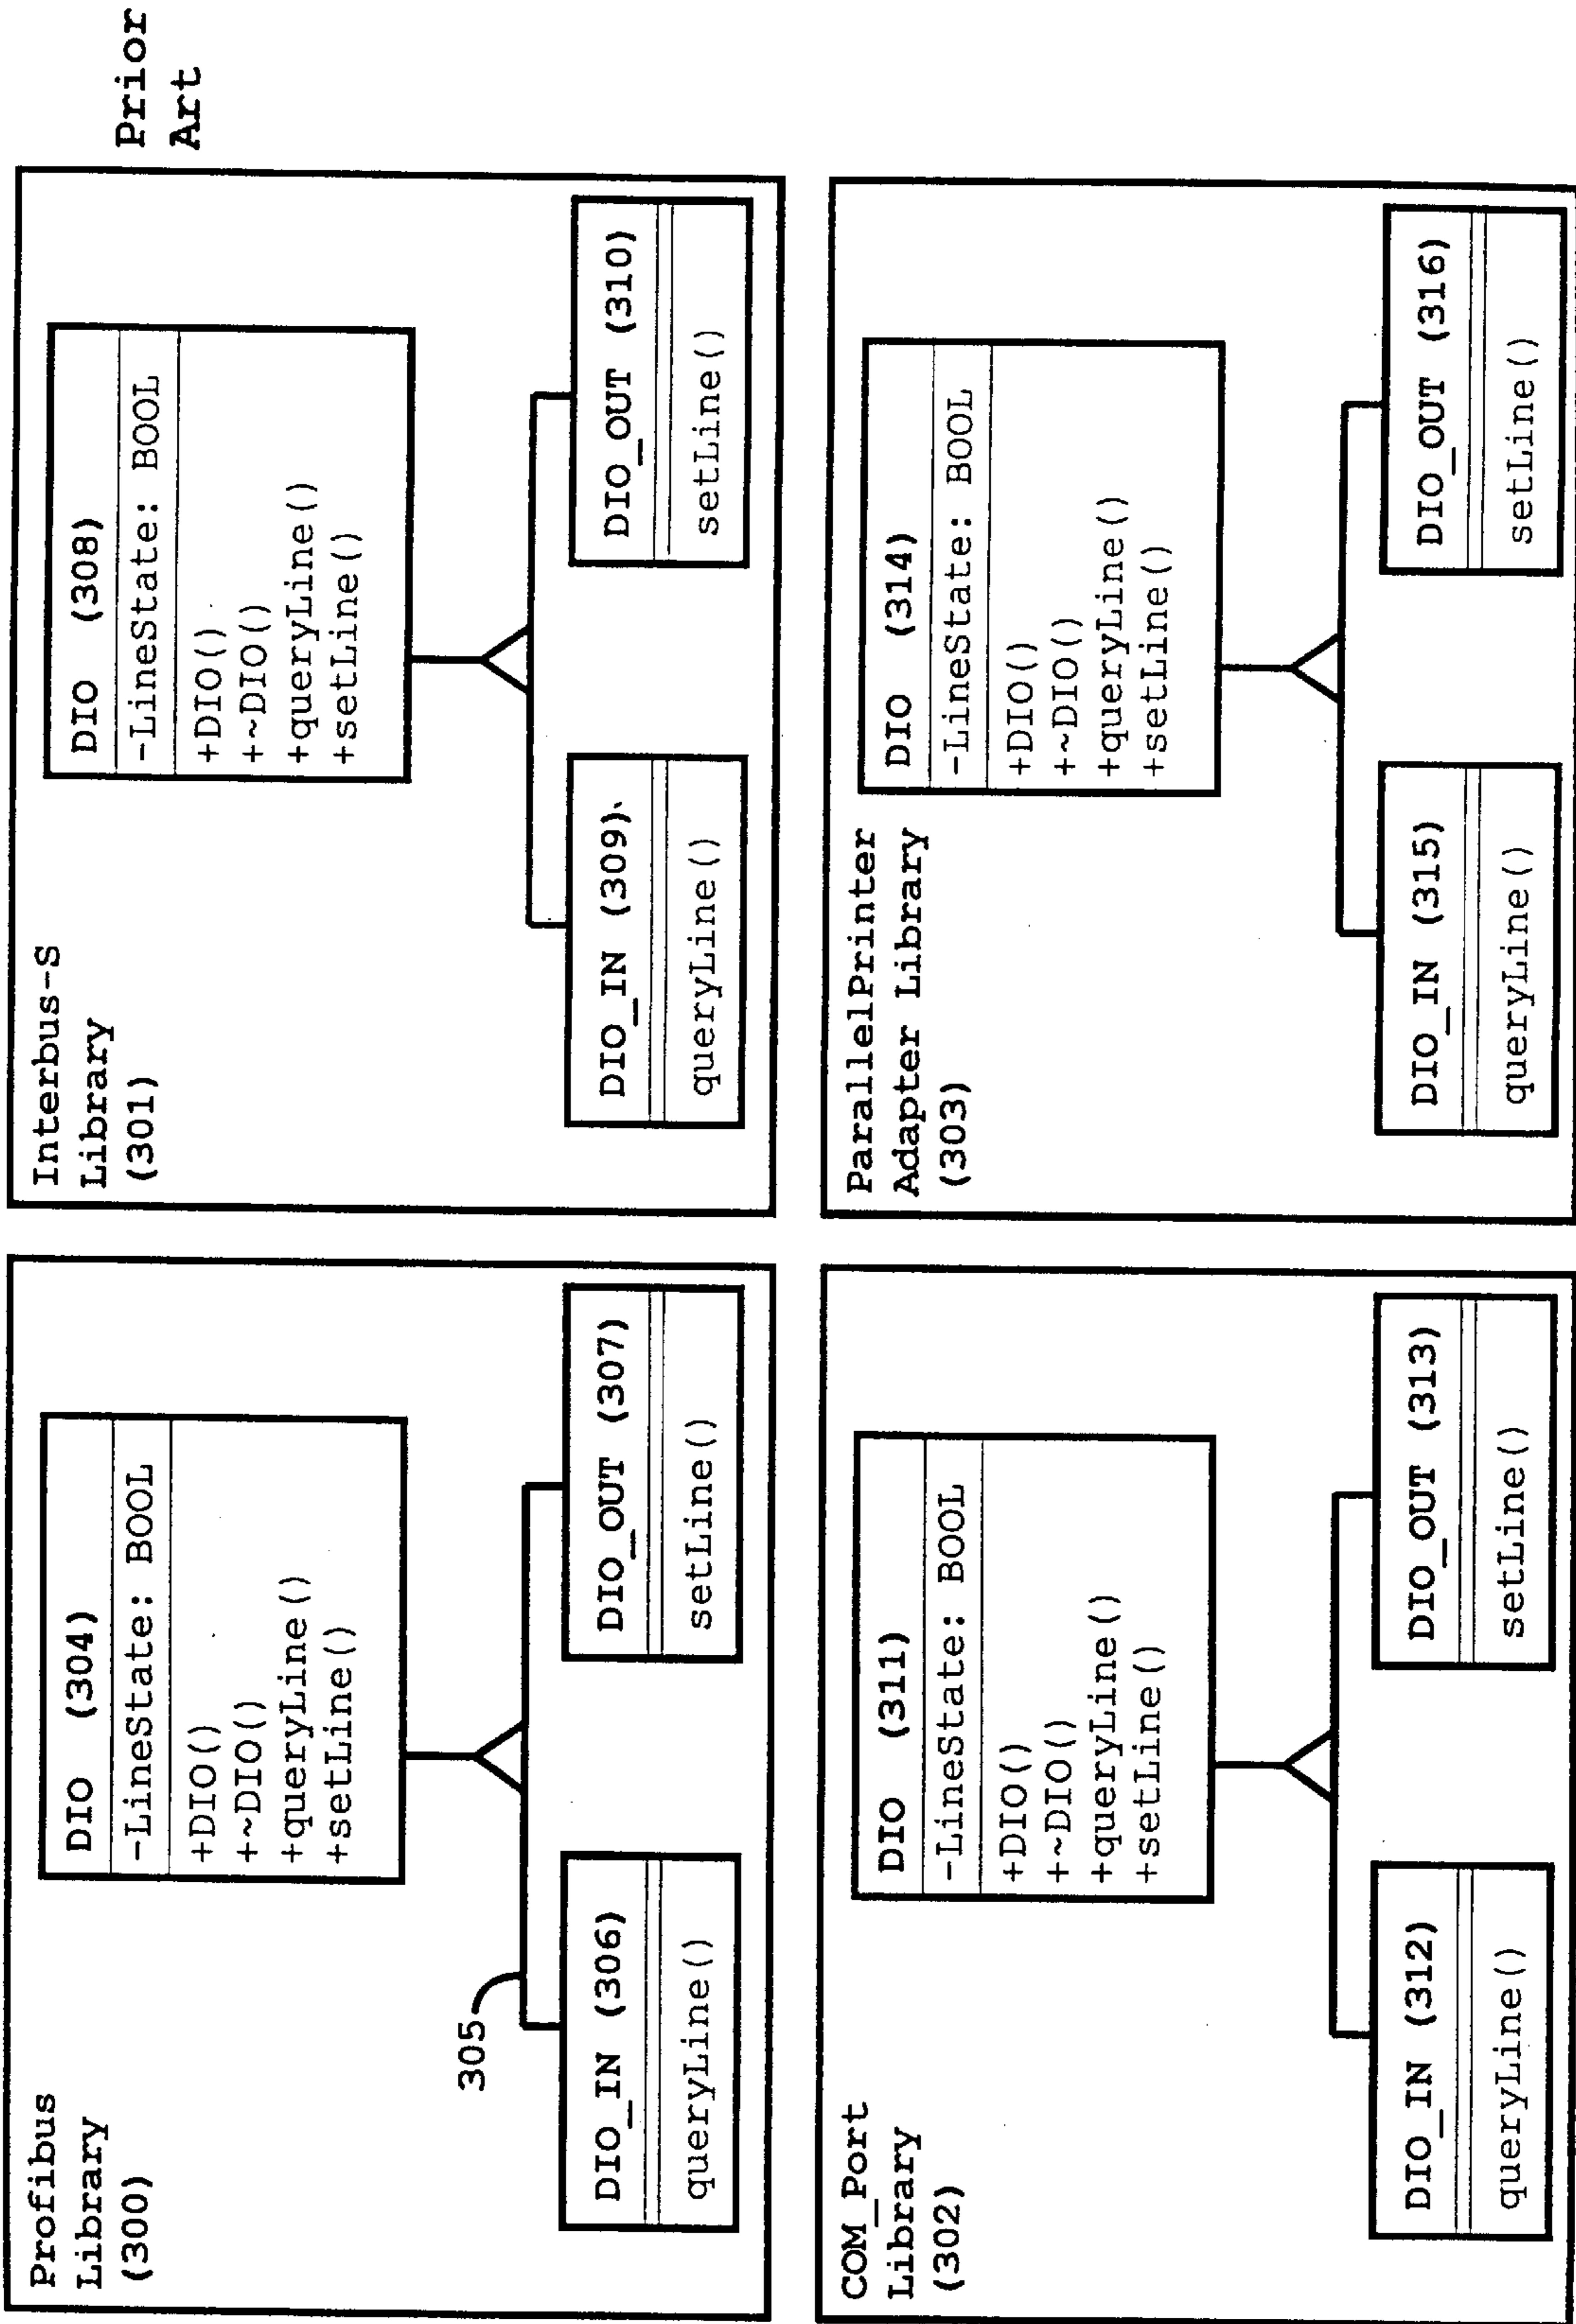 Prior
Art
Profibus
Library
(300)
DIO (304)
-LineState: BOOL
+DIO()
+~DIO()
+queryLine()
+setLine()
305
DIO_IN (306)
queryLine()
DIO_OUT (307)
setLine()
Interbus-S
Library
(301)
DIO (308)
-LineState: BOOL
+DIO()
+~DIO()
+queryLine()
+setLine()
DIO_IN (309)
queryLine()
DIO_OUT (310)
setLine()
COM_Port
Library
(302)
DIO (311)
-LineState: BOOL
+DIO()
+~DIO()
+queryLine()
+setLine()
DIO_IN (312)
queryLine()
DIO_OUT (313)
setLine()
ParallelPrinter
Adapter Library
(303)
DIO (314)
-LineState: BOOL
+DIO()
+~DIO()
+queryLine()
+setLine()
DIO_IN (315)
queryLine()
DIO_OUT (316)
setLine()